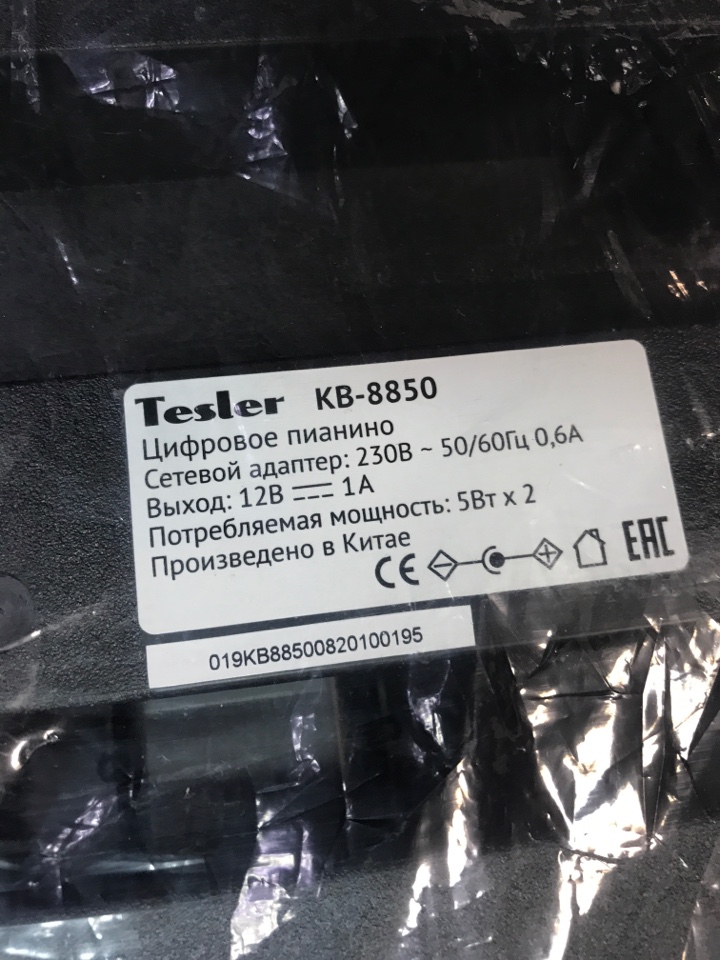 Tesler KB-8850
Цифровое пианино
Сетевой адаптер: 230В ~ 50/60Гц 0,6А
Выход: 12В ⎓ 1А
Потребляемая мощность: 5Вт x 2
Произведено в Китае
CE EAC
019KB88500820100195